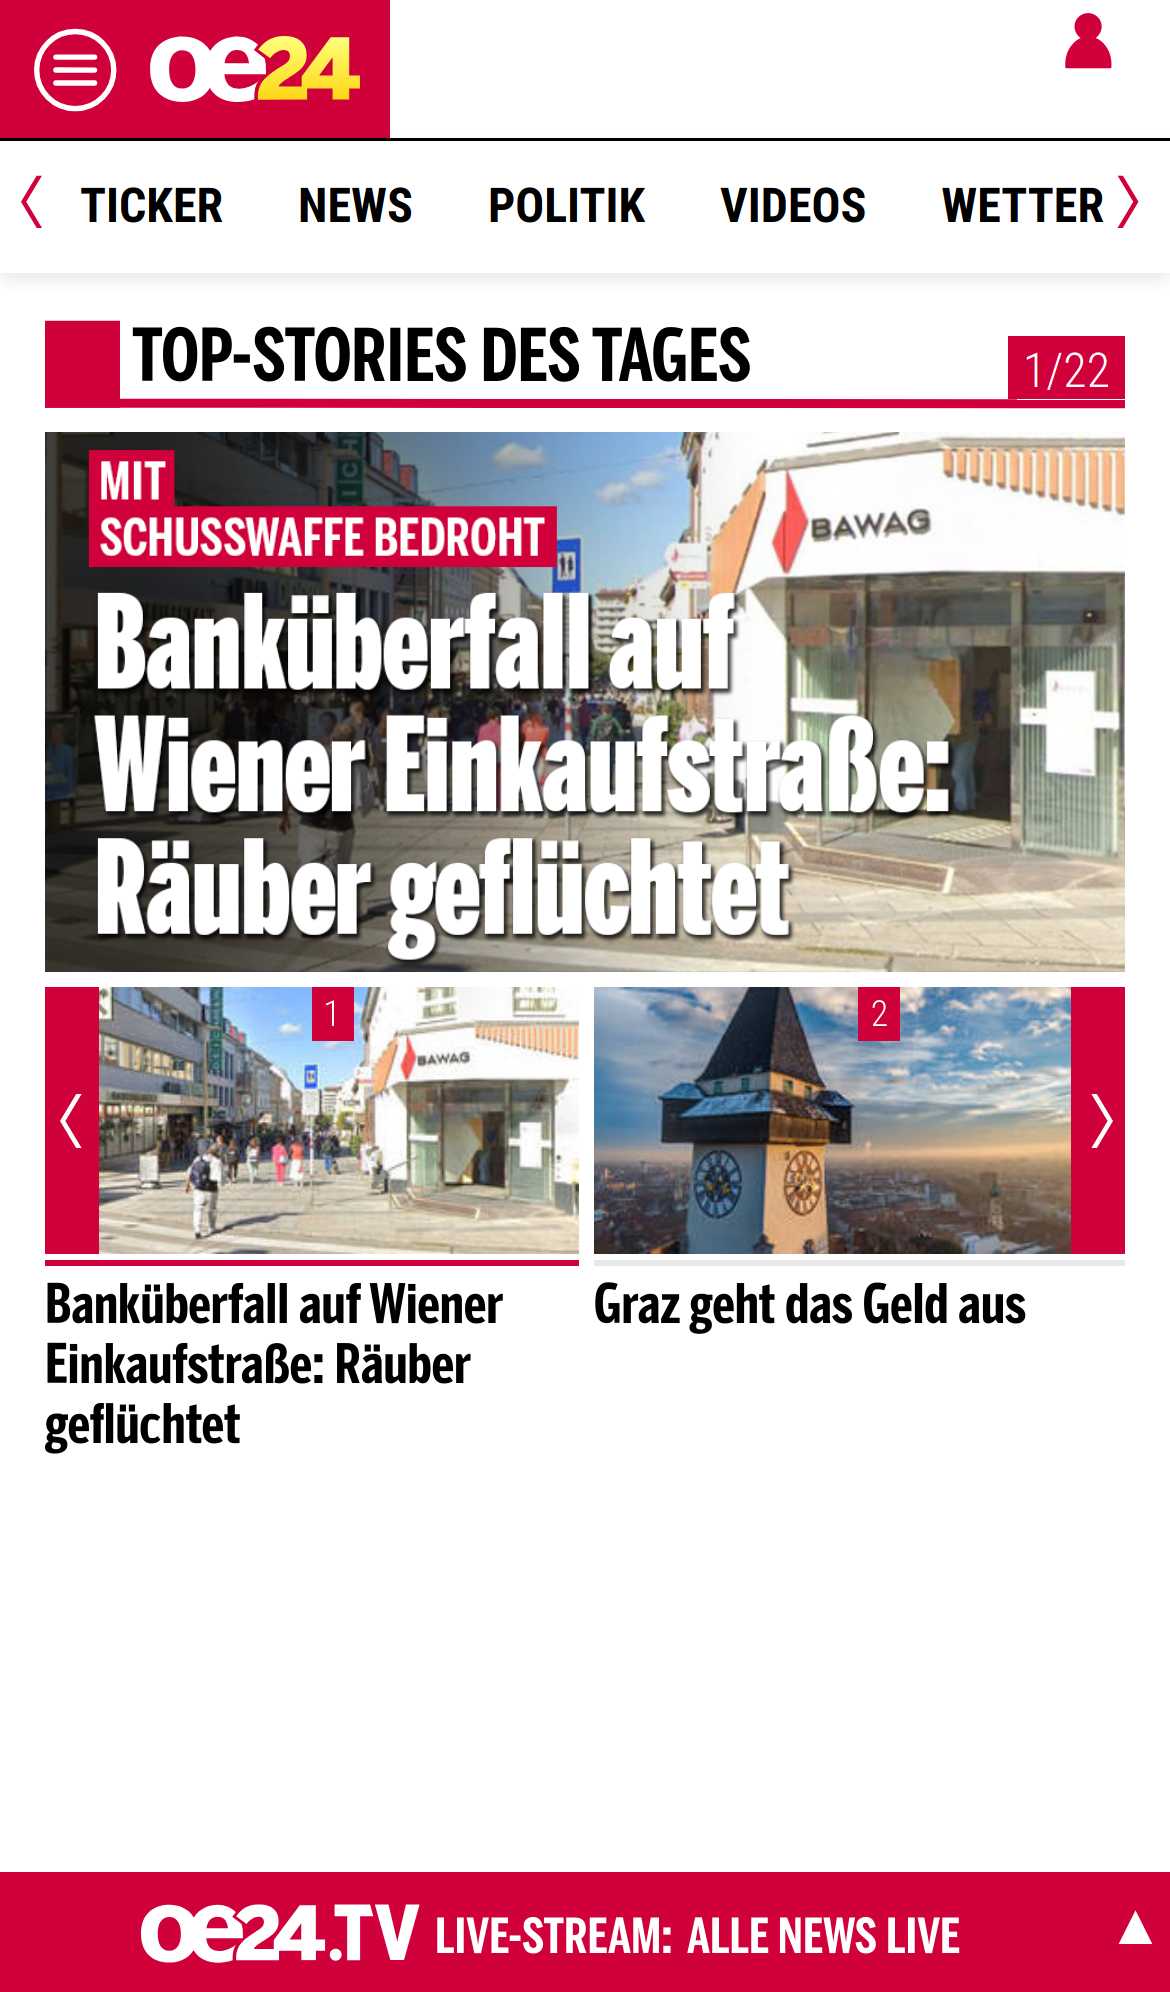 oe24
TICKER NEWS POLITIK VIDEOS WETTER
TOP-STORIES DES TAGES
1/22
MIT
SCHUSSWAFFE BEDROHT
BAWAG
Banküberfall auf
Wiener Einkaufstraße:
Räuber geflüchtet
1
BAWAG
2
Banküberfall auf Wiener
Einkaufstraße: Räuber
geflüchtet
Graz geht das Geld aus
oe24.TV LIVE-STREAM: ALLE NEWS LIVE